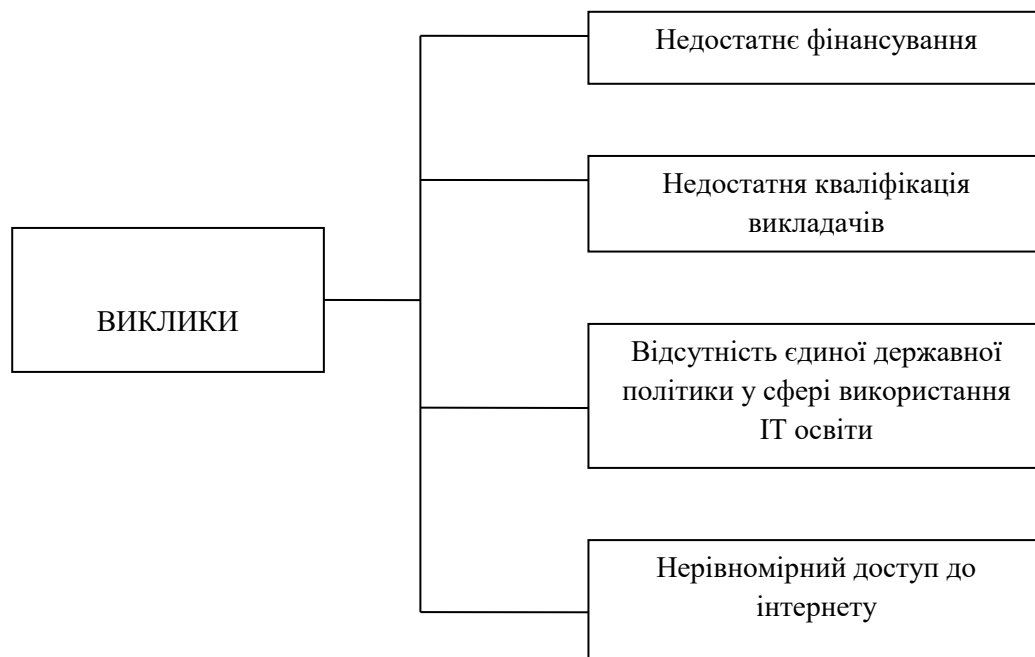 Недостатнє фінансування
Недостатня кваліфікація
викладачів
ВИКЛИКИ
Відсутність єдиної державної
політики у сфері використання
ІТ освіти
Нерівномірний доступ до
інтернету